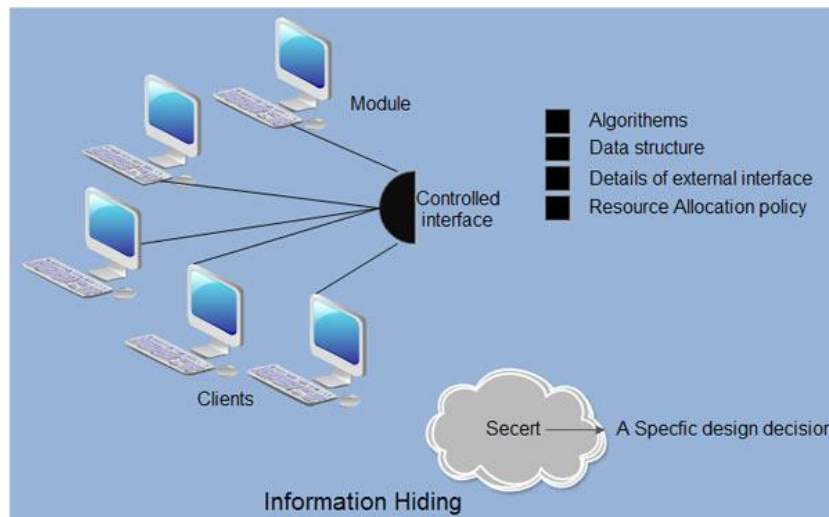 Module
Algorithems
Data structure
Details of external interface
Resource Allocation policy
Controlled
interface
Clients
Secert
A Specfic design decision
Information Hiding